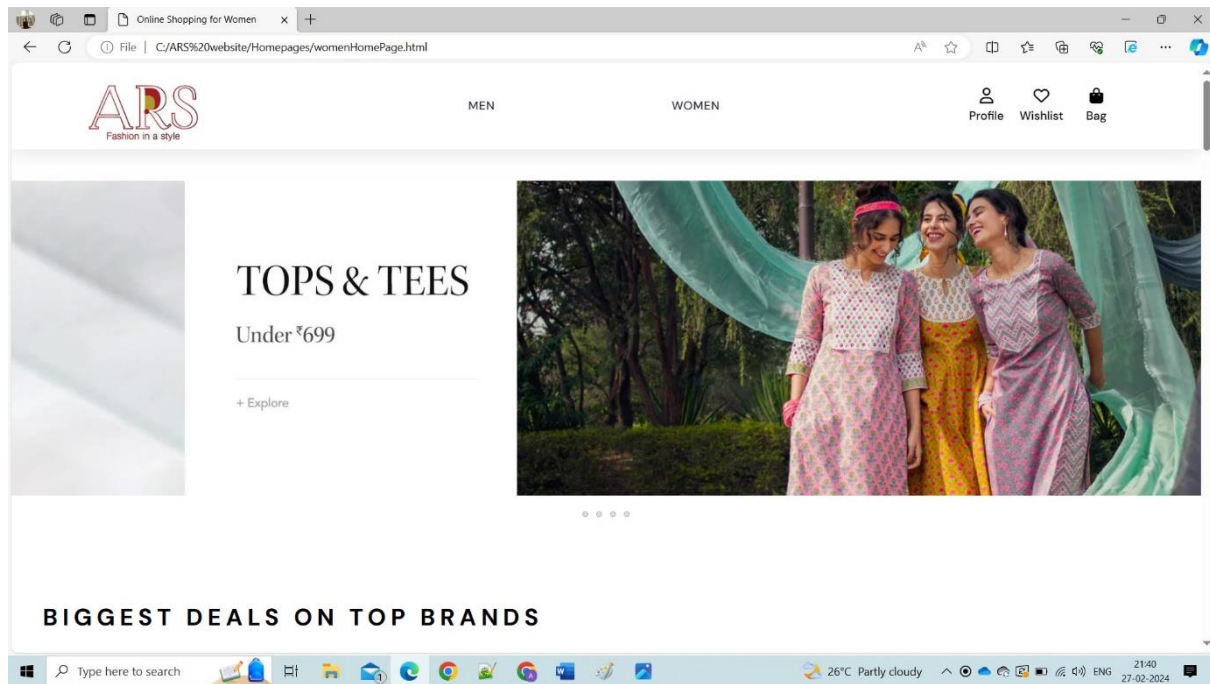 Online Shopping for Women
File | C:/ARS%20website/Homepages/womenHomePage.html
ARS
Fashion in a style
MEN
WOMEN
Profile
Wishlist
Bag
TOPS & TEES
Under ₹699
+ Explore
BIGGEST DEALS ON TOP BRANDS
Type here to search
26°C Partly cloudy
ENG
21:40
27-02-2024